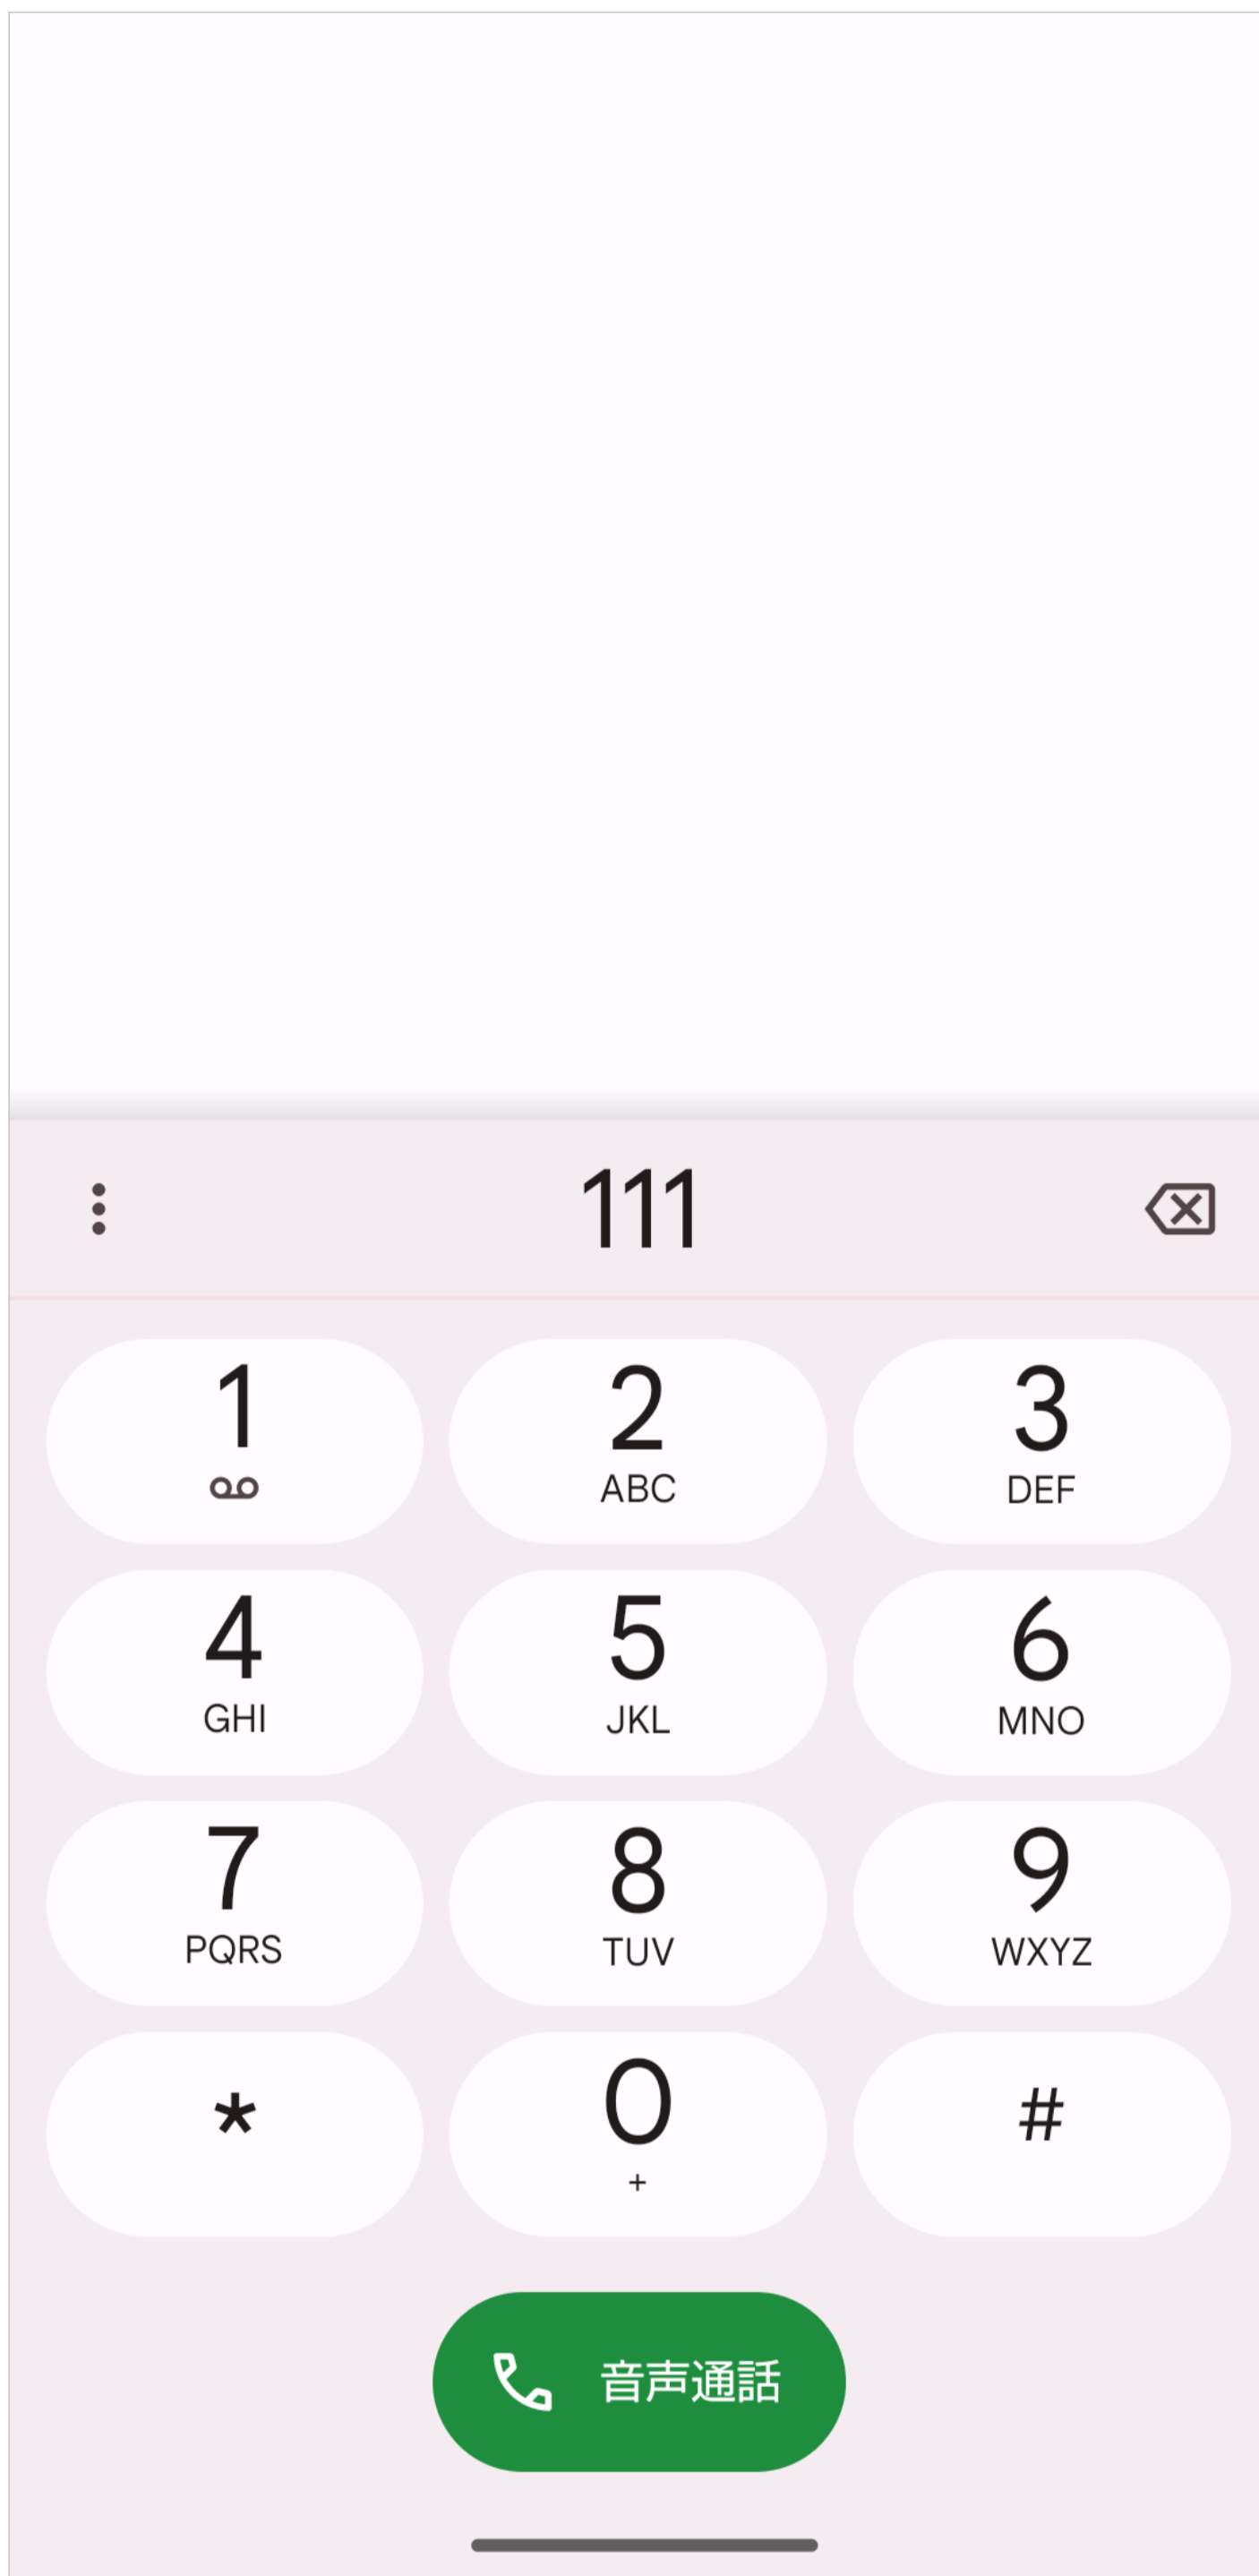 111
1 2 3
ABC DEF
4 5 6
GHI JKL MNO
7 8 9
PQRS TUV WXYZ
* 0 #
+
音声通話